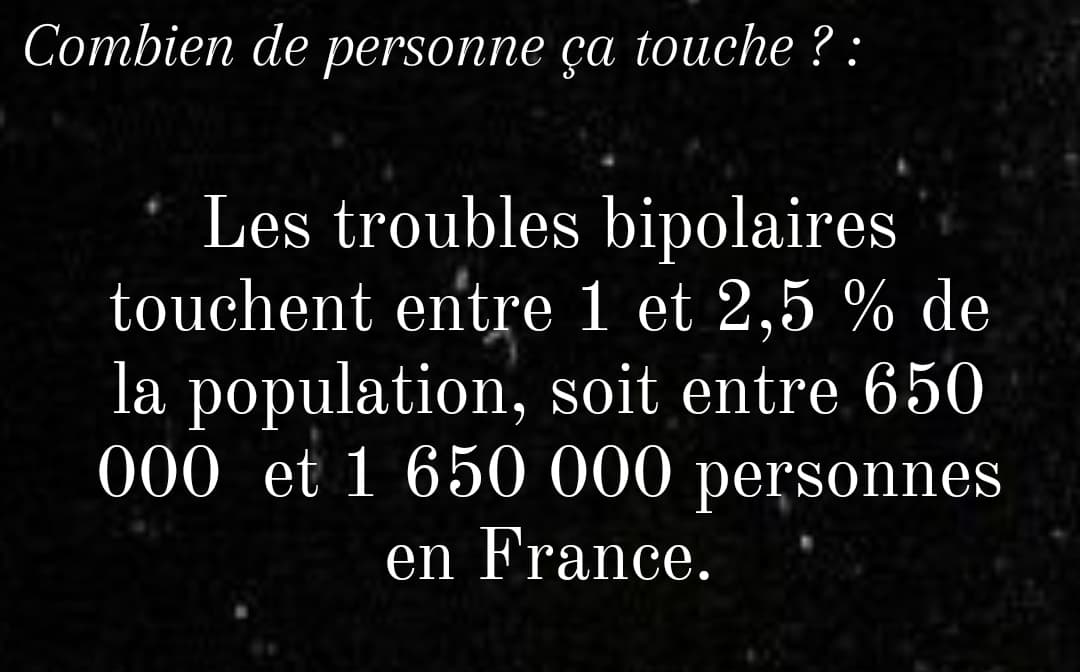 Combien de personne ça touche ? :
Les troubles bipolaires
touchent entre 1 et 2,5 % de
la population, soit entre 650
000 et 1 650 000 personnes
en France.